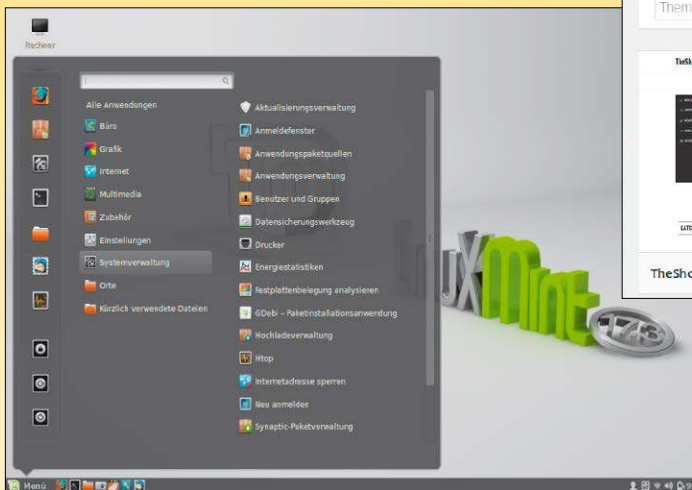 Rechner
Alle Anwendungen
Büro
Grafik
Internet
Multimedia
Zubehör
Einstellungen
Systemverwaltung
Orte
Kürzlich verwendete Dateien
Aktualisierungsverwaltung
Anmeldefenster
Anwendungspaketquellen
Anwendungsverwaltung
Benutzer und Gruppen
Datensicherungswerkzeug
Drucker
Energiestatistiken
Festplattenbelegung analysieren
GDebi – Paketinstallationsanwendung
Hochladeverwaltung
Htop
Internetadresse sperren
Neu anmelden
Synaptic-Paketverwaltung
Menü
LinuxMint
17.3
Them
TheSho